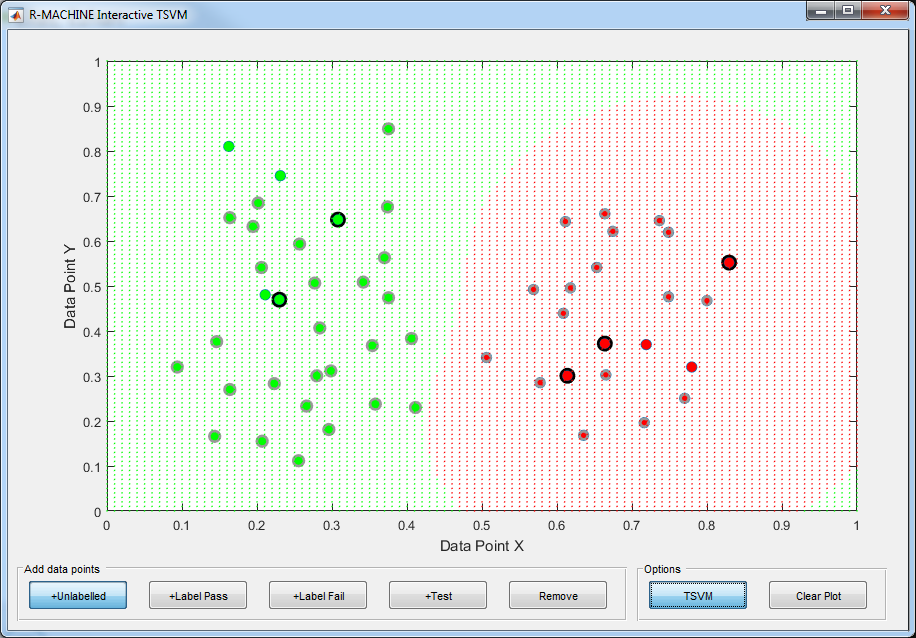 R-MACHINE Interactive TSVM
1
0.9
0.8
0.7
0.6
0.5
0.4
0.3
0.2
0.1
0
Data Point Y
0 0.1 0.2 0.3 0.4 0.5 0.6 0.7 0.8 0.9 1
Data Point X
Add data points
+Unlabelled +Label Pass +Label Fail +Test Remove
Options
TSVM Clear Plot